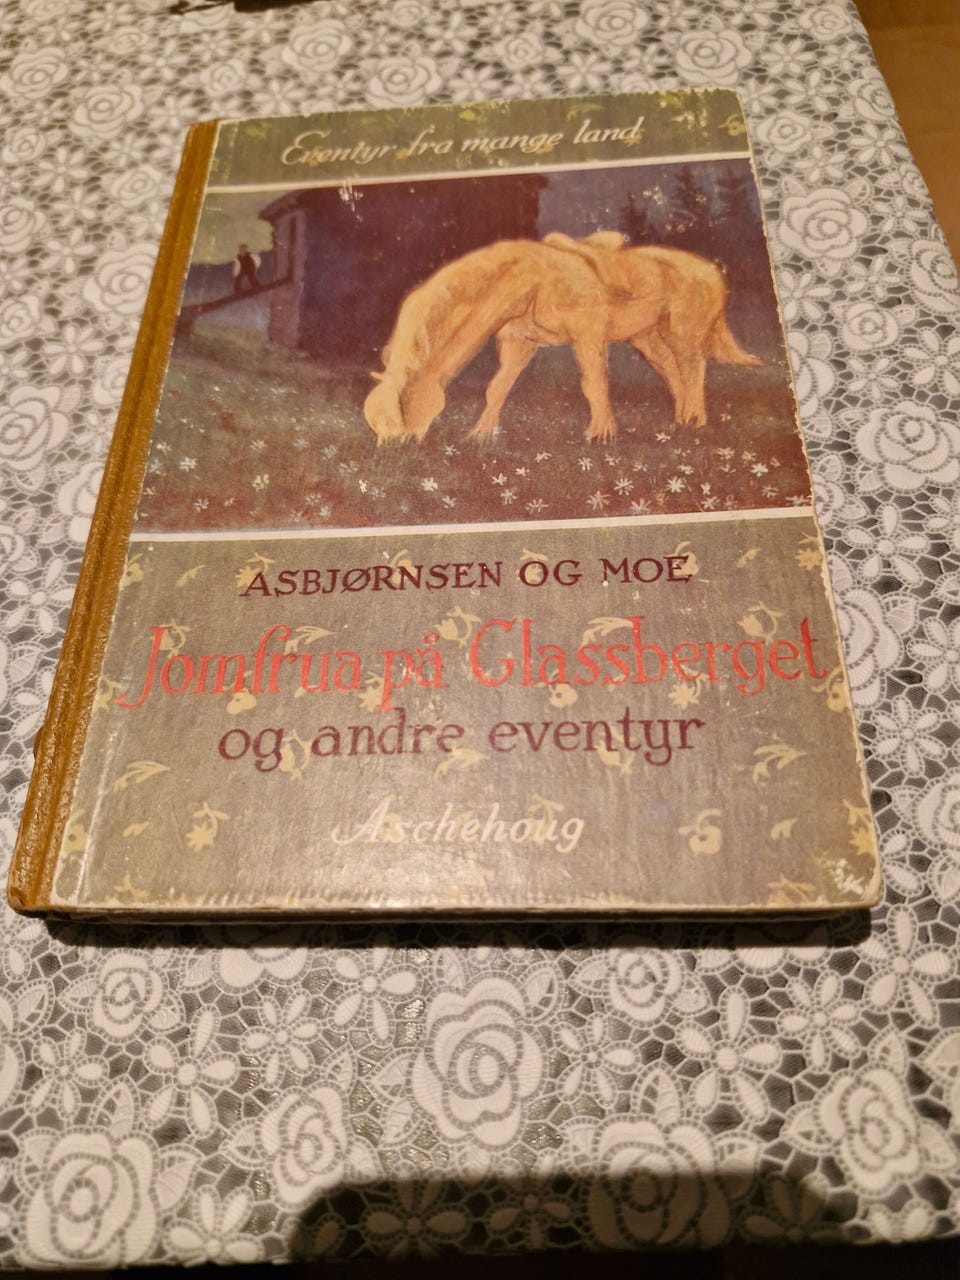 Eventyr fra mange land
ASBJØRNSEN OG MOE
Jomfrua på Glassberget
og andre eventyr
Aschehoug